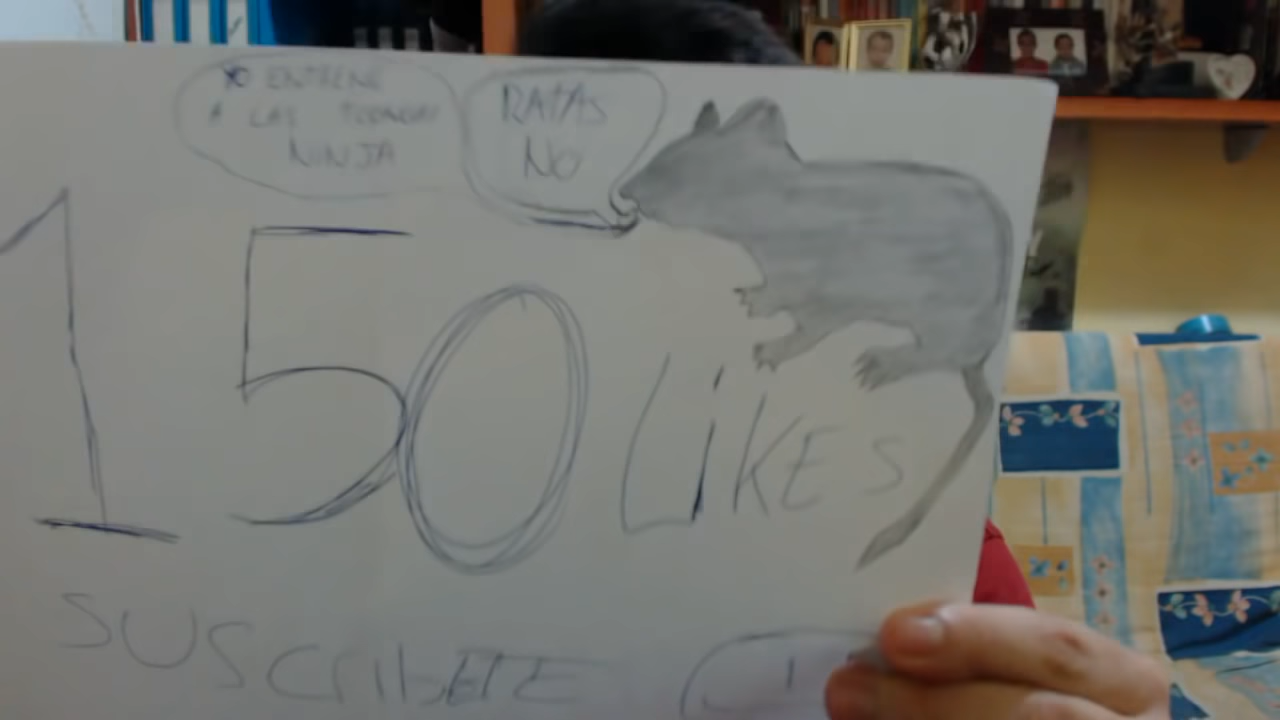 YO ENTRENE
A LAS TORTUGAS
NINJA
RATAS
NO
150 LiKES
SUSCRIbETE